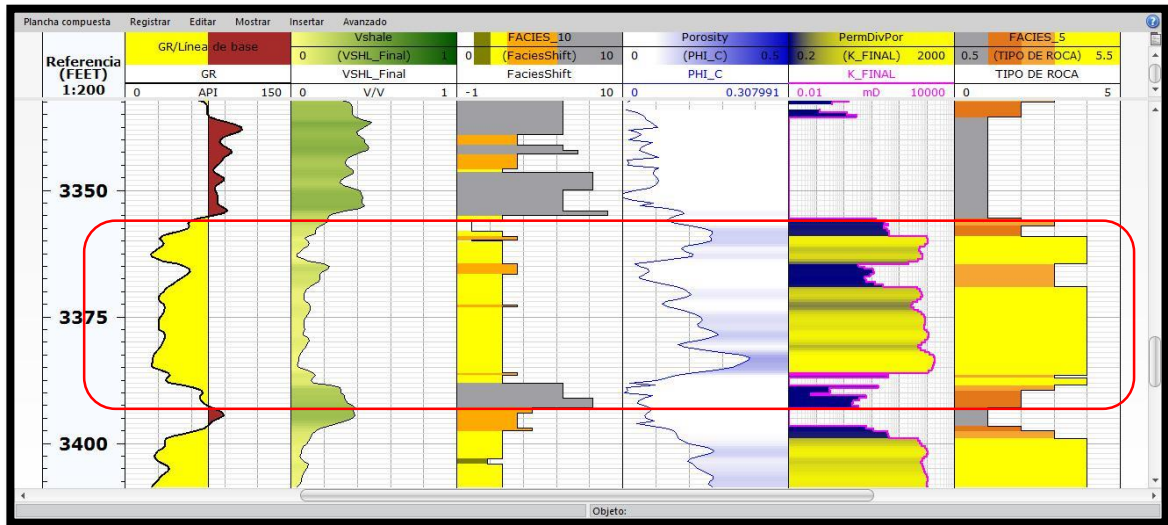 Plancha compuesta Registrar Editar Mostrar Insertar Avanzado
Referencia
(FEET)
1:200
GR/Línea de base
GR
0 API 150
Vshale
0 (VSHL_Final) 1
VSHL_Final
0 V/V 1
FACIES_10
0 (FaciesShift) 10
FaciesShift
-1 10
Porosity
0 (PHI_C) 0.5
PHI_C
0 0.307991
PermDivPor
0.2 (K_FINAL) 2000
K_FINAL
0.01 mD 10000
FACIES_5
0.5 (TIPO DE ROCA) 5.5
TIPO DE ROCA
0 5
3350
3375
3400
Objeto: